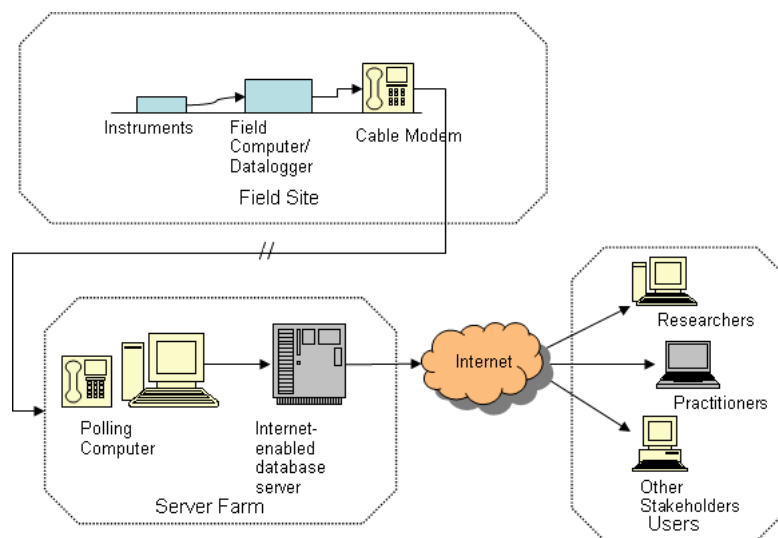 Instruments
Field
Computer/
Datalogger
Cable Modem
Field Site
Polling
Computer
Internet-
enabled
database
server
Server Farm
Internet
Researchers
Practitioners
Other
Stakeholders
Users